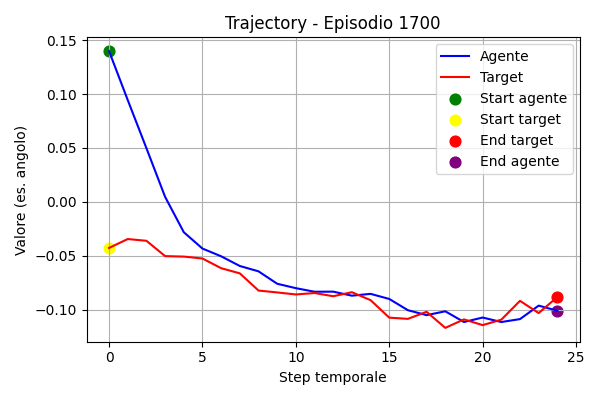 Trajectory - Episodio 1700
Valore (es. angolo)
0.15
0.10
0.05
0.00
−0.05
−0.10
Agente
Target
Start agente
Start target
End target
End agente
0 5 10 15 20 25
Step temporale